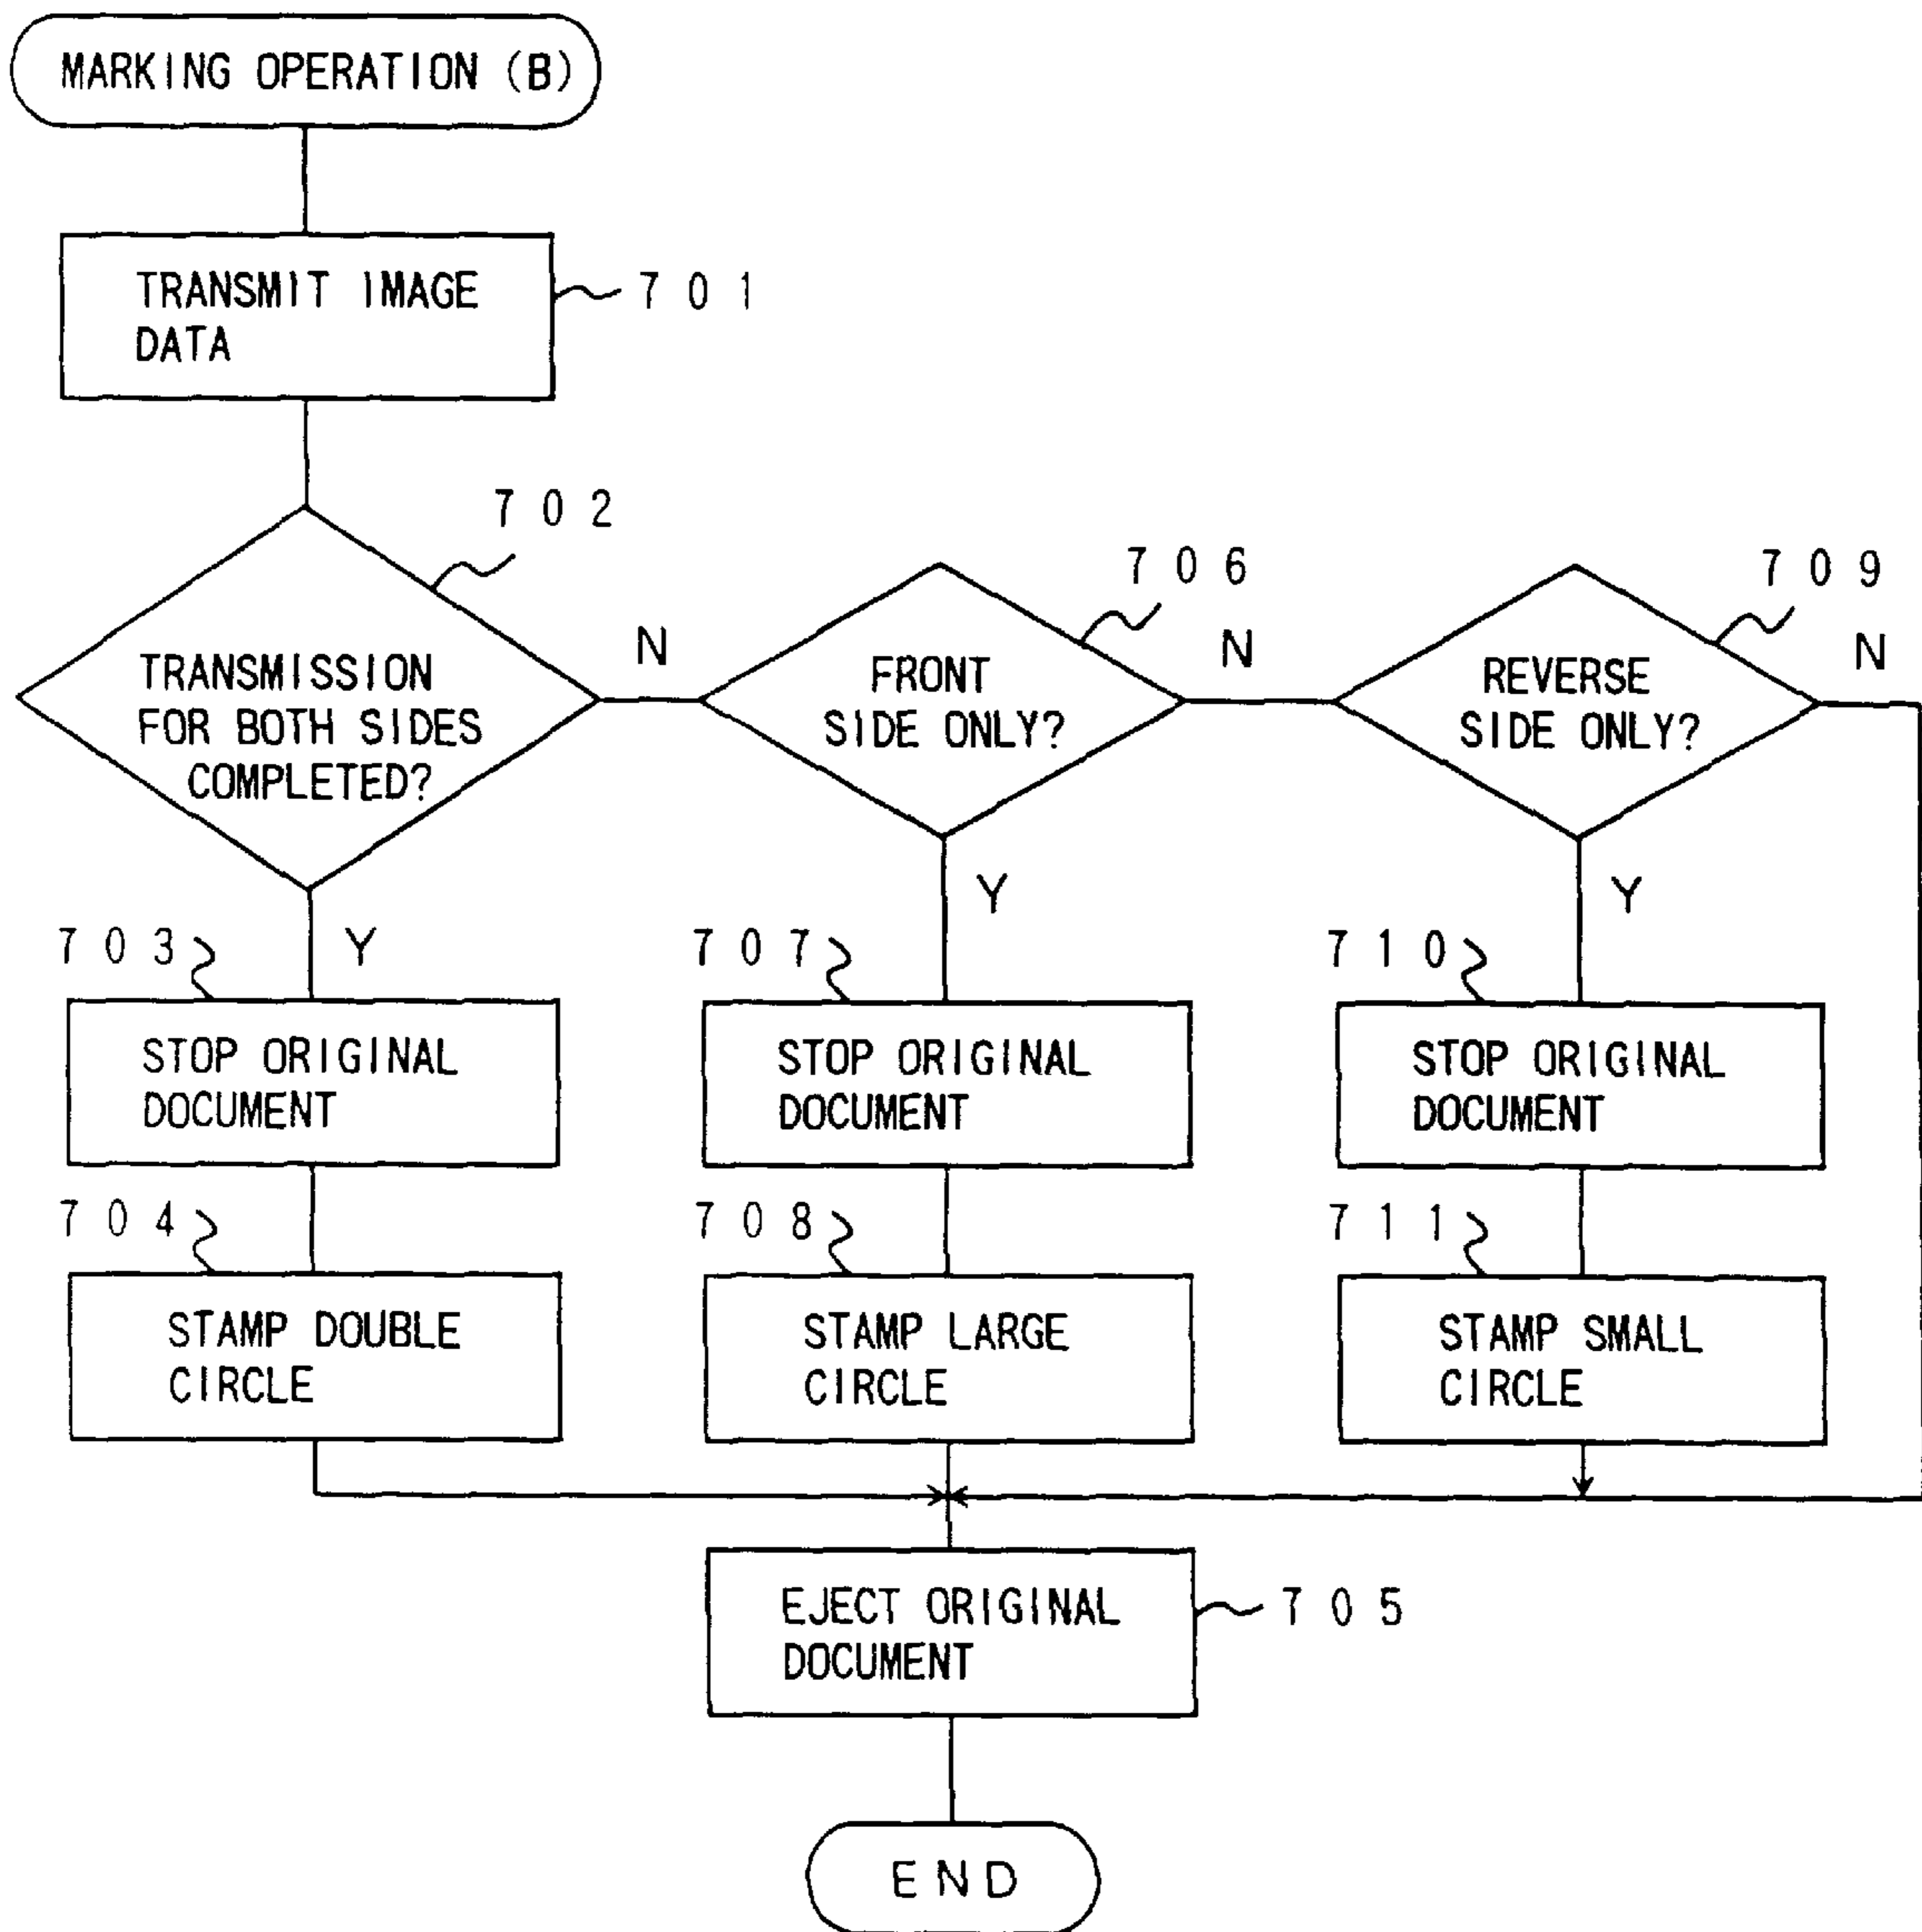 MARKING OPERATION (B)
TRANSMIT IMAGE
DATA
701
702
TRANSMISSION
FOR BOTH SIDES
COMPLETED?
N
Y
706
FRONT
SIDE ONLY?
N
Y
709
REVERSE
SIDE ONLY?
N
Y
703
STOP ORIGINAL
DOCUMENT
707
STOP ORIGINAL
DOCUMENT
710
STOP ORIGINAL
DOCUMENT
704
STAMP DOUBLE
CIRCLE
708
STAMP LARGE
CIRCLE
711
STAMP SMALL
CIRCLE
EJECT ORIGINAL
DOCUMENT
705
END